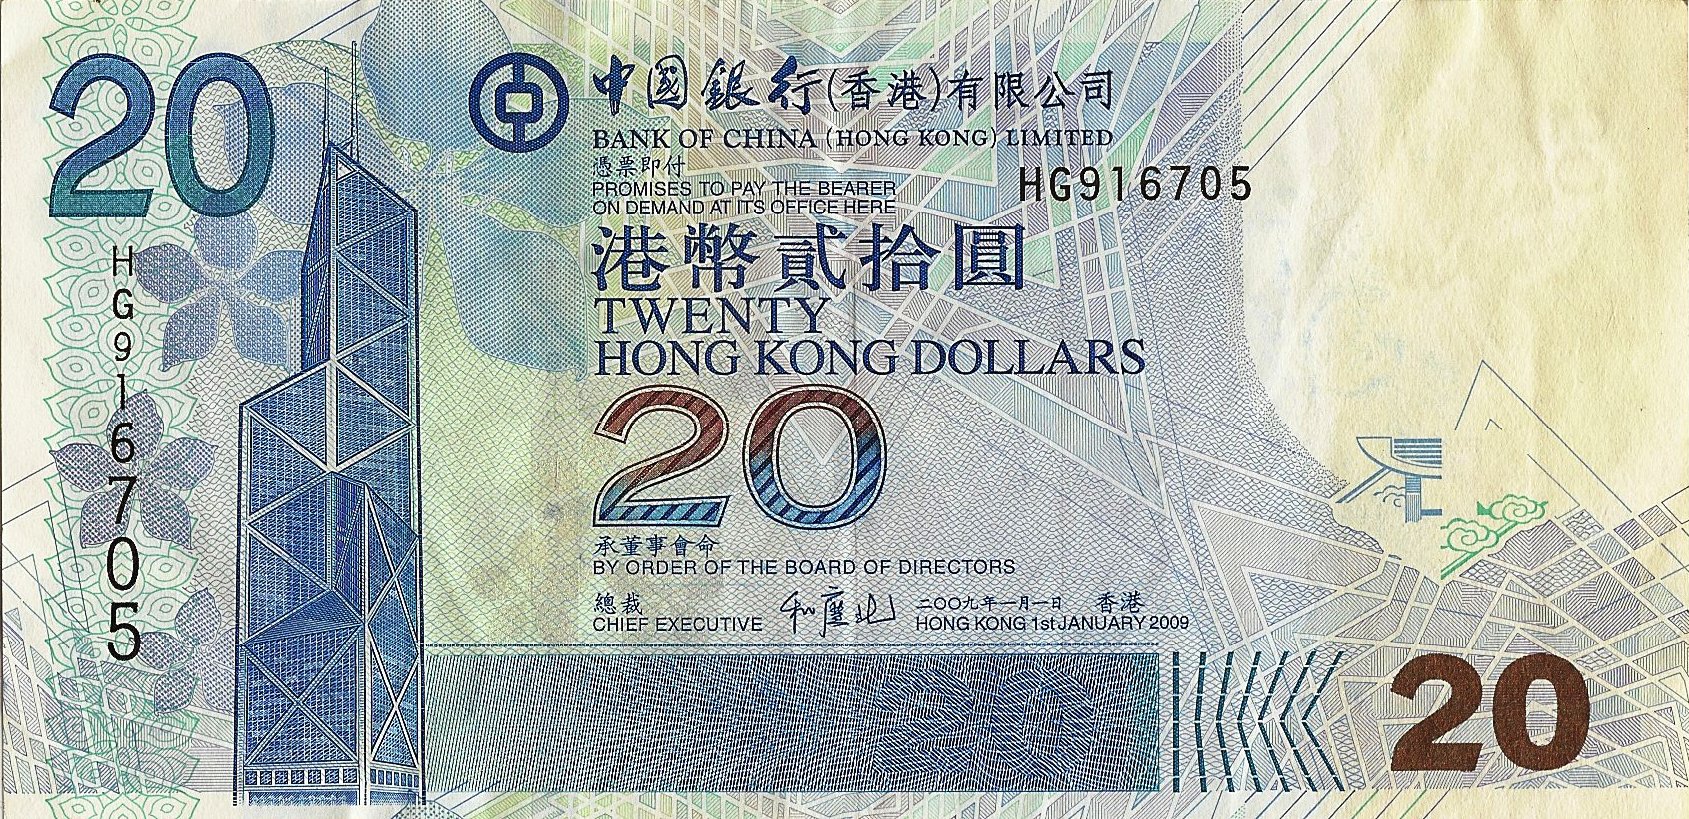 20
中國銀行(香港)有限公司
BANK OF CHINA (HONG KONG) LIMITED
憑票即付
PROMISES TO PAY THE BEARER
ON DEMAND AT ITS OFFICE HERE
HG916705
HG916705
港幣貳拾圓
TWENTY
HONG KONG DOLLARS
20
承董事會命
BY ORDER OF THE BOARD OF DIRECTORS
總裁
CHIEF EXECUTIVE
和廣北
二〇〇九年一月一日 香港
HONG KONG 1st JANUARY 2009
20
20